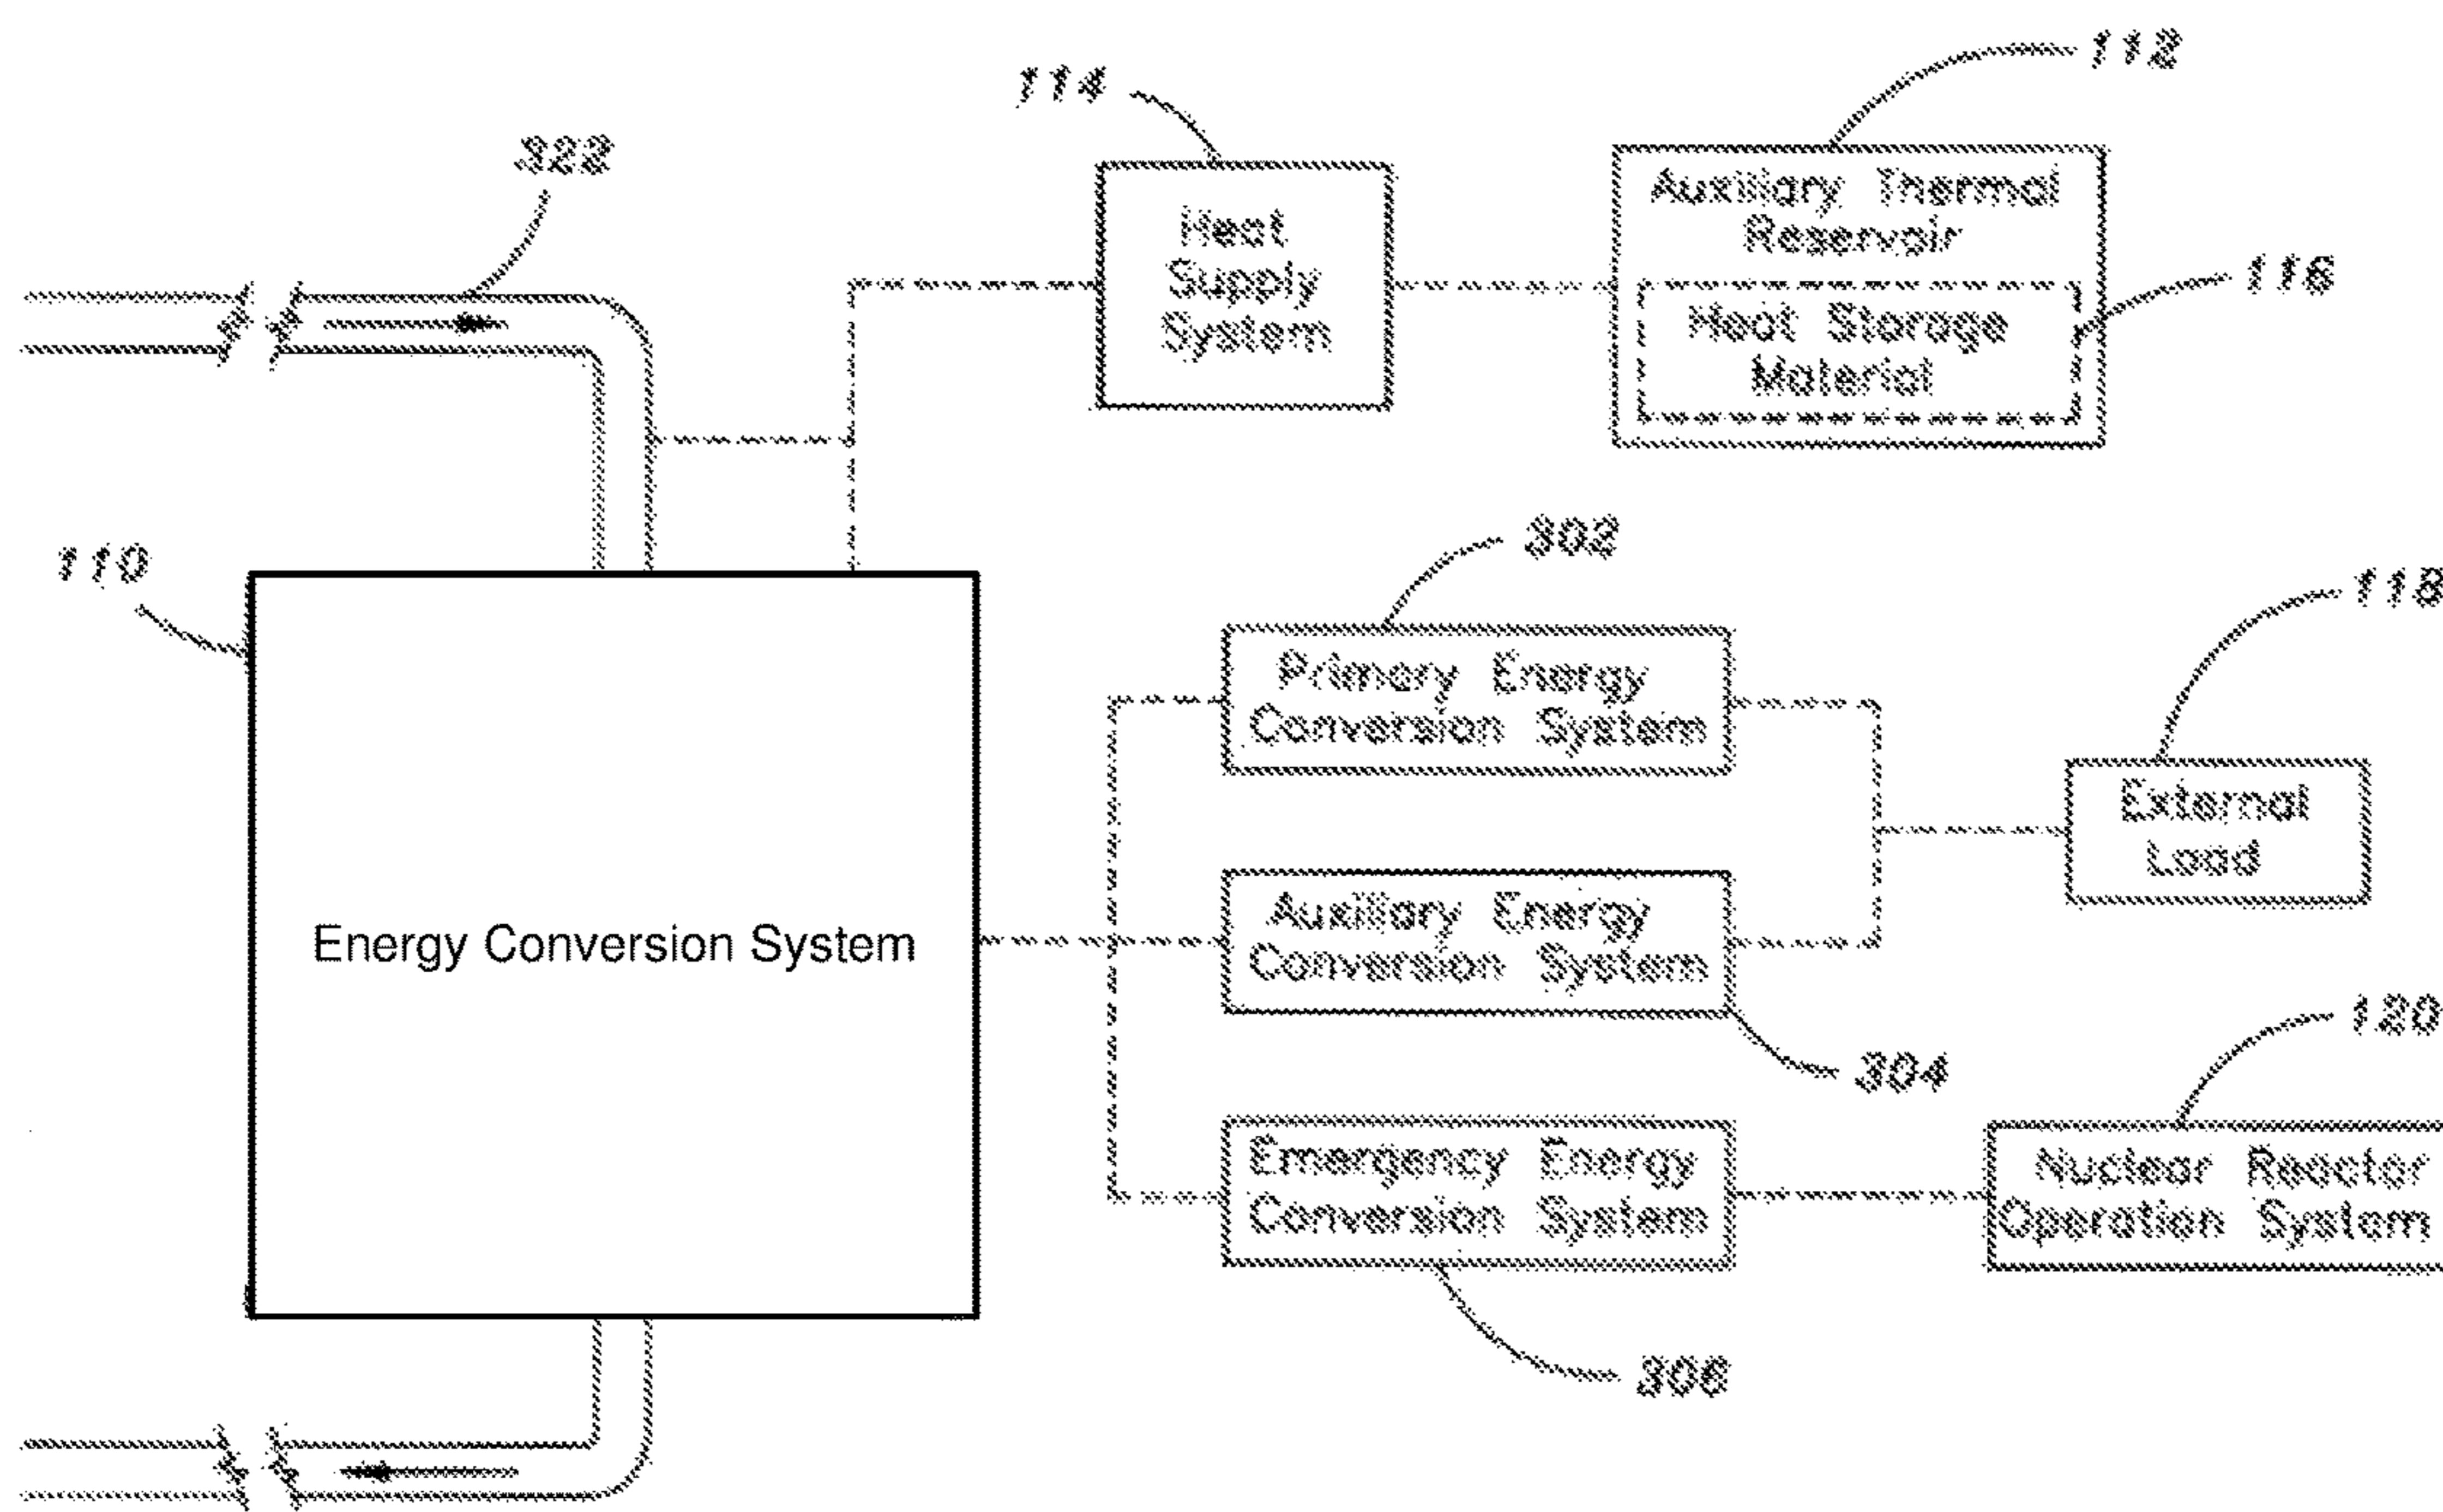 112
114
322
Auxiliary Thermal
Reservoir
Heat
Supply
System
116
Heat Storage
Material
302
110
118
Primary Energy
Conversion System
External
Load
Auxiliary Energy
Conversion System
Energy Conversion System
120
304
Emergency Energy
Conversion System
Nuclear Reactor
Operation System
306